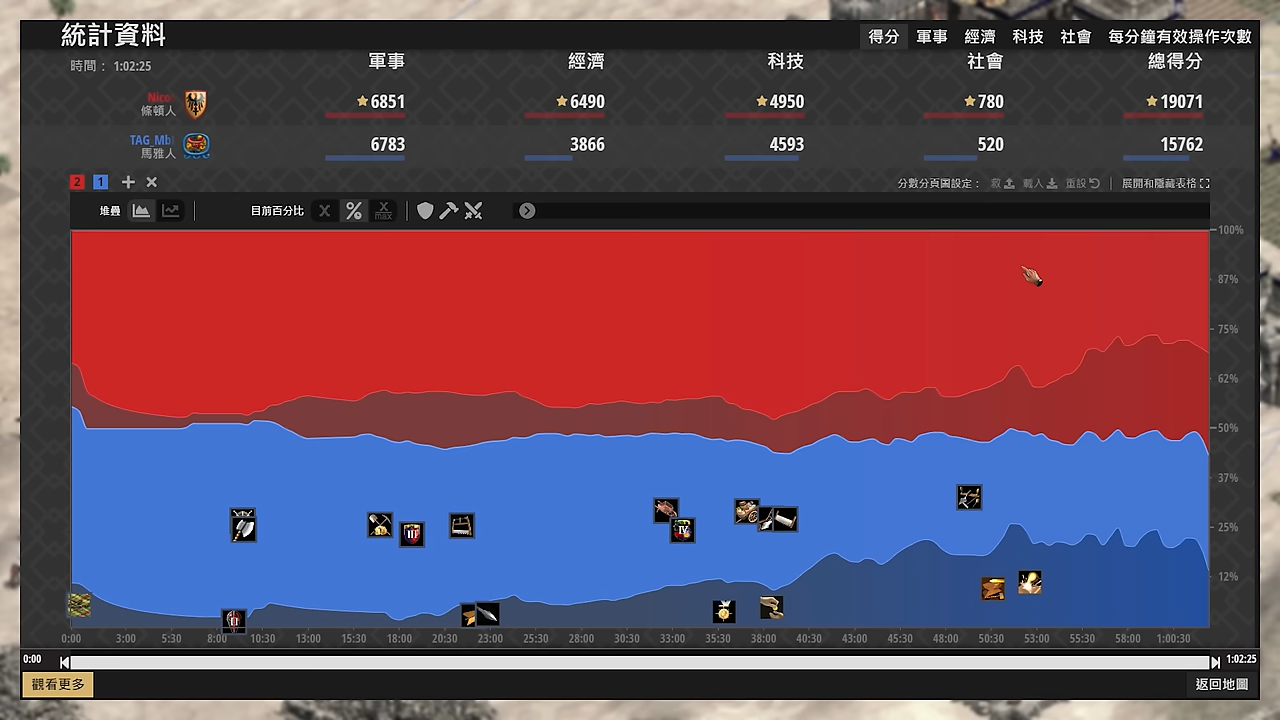 統計資料
得分 軍事 經濟 科技 社會 每分鐘有效操作次數
時間： 1:02:25
軍事 經濟 科技 社會 總得分
Nico 6851 6490 4950 780 19071
條頓人
TAG_Mb 6783 3866 4593 520 15762
馬雅人
2 1 分數分頁圖設定： 載入 重設 展開和隱藏表格
堆疊 目前百分比 X % X max
100%
87%
75%
62%
50%
37%
25%
12%
0:00 3:00 5:30 8:00 10:30 13:00 15:30 18:00 20:30 23:00 25:30 28:00 30:30 33:00 35:30 38:00 40:30 43:00 45:30 48:00 50:30 53:00 55:30 58:00 1:00:30
0:00 1:02:25
觀看更多 返回地圖